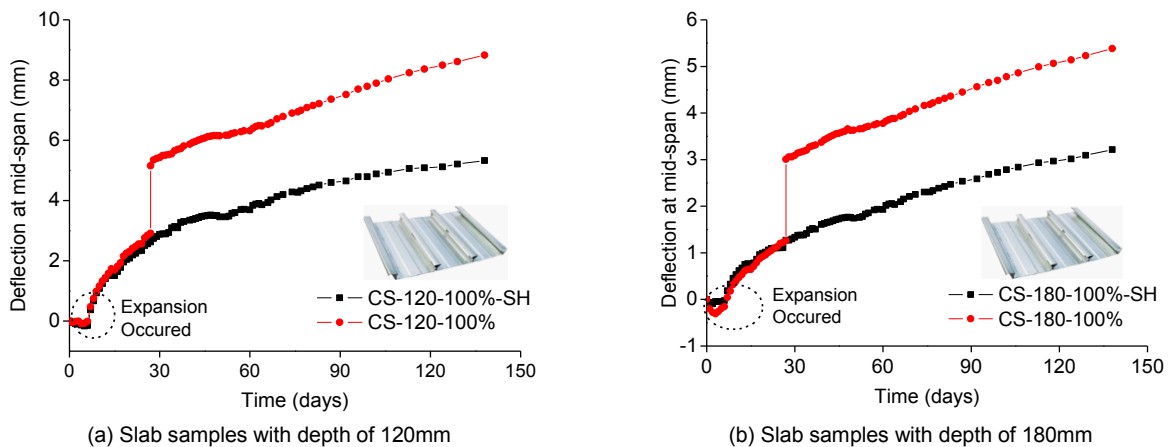 Deflection at mid-span (mm)
10
8
6
4
2
0
0 30 60 90 120 150
Time (days)
Expansion
Occured
CS-120-100%-SH
CS-120-100%
(a) Slab samples with depth of 120mm
Deflection at mid-span (mm)
6
5
4
3
2
1
0
-1
0 30 60 90 120 150
Time (days)
Expansion
Occured
CS-180-100%-SH
CS-180-100%
(b) Slab samples with depth of 180mm